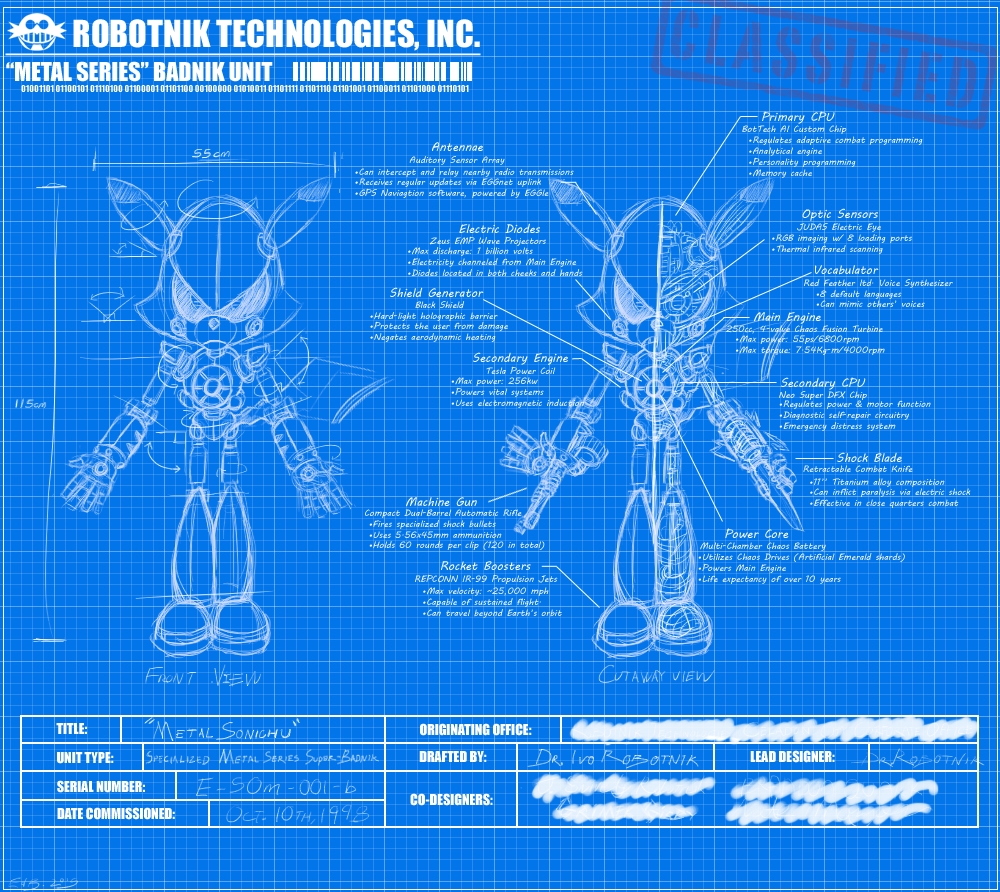 ROBOTNIK TECHNOLOGIES, INC.
CLASSIFIED
"METAL SERIES" BADNIK UNIT
01001101 01100101 01110100 01100001 01101100 00100000 01010011 01101111 01101110 01101001 01100011 01101000 01110101
55cm
115cm
Antennae
Auditory Sensor Array
•Can intercept and relay nearby radio transmissions
•Receives regular updates via EGGnet uplink
•GPS Naviagtion software, powered by EGGle
Electric Diodes
Zeus EMP Wave Projectors
•Max discharge: 1 billion volts
•Electricity channeled from Main Engine
•Diodes located in both cheeks and hands
Shield Generator
Black Shield
•Hard-light holographic barrier
•Protects the user from damage
•Negates aerodynamic heating
Secondary Engine
Tesla Power Coil
•Max power: 256kw
•Powers vital systems
•Uses electromagnetic induction
Machine Gun
Compact Dual-Barrel Automatic Rifle
•Fires specialized shock bullets
•Uses 5.56x45mm ammunition
•Holds 60 rounds per clip (120 in total)
Rocket Boosters
REPCONN IR-99 Propulsion Jets
•Max velocity: ~25,000 mph
•Capable of sustained flight
•Can travel beyond Earth's orbit
Primary CPU
BotTech AI Custom Chip
•Regulates adaptive combat programming
•Analytical engine
•Personality programming
•Memory cache
Optic Sensors
JUDAS Electric Eye
•RGB imaging w/ 8 loading ports
•Thermal infrared scanning
Vocabulator
Red Feather ltd. Voice Synthesizer
•8 default languages
•Can mimic others' voices
Main Engine
250cc, 4-valve Chaos Fusion Turbine
•Max power: 55ps/6800rpm
•Max torque: 7.54Kg-m/4000rpm
Secondary CPU
Neo Super DFX Chip
•Regulates power & motor function
•Diagnostic self-repair circuitry
•Emergency distress system
Shock Blade
Retractable Combat Knife
•11" Titanium alloy composition
•Can inflict paralysis via electric shock
•Effective in close quarters combat
Power Core
Multi-Chamber Chaos Battery
•Utilizes Chaos Drives (Artificial Emerald shards)
•Powers Main Engine
•Life expectancy of over 10 years
FRONT VIEW
CUTAWAY VIEW
TITLE: "METAL SONICHU"
ORIGINATING OFFICE:
UNIT TYPE: SPECIALIZED METAL SERIES SUPER-BADNIK
DRAFTED BY: DR. IVO ROBOTNIK
LEAD DESIGNER: DR. ROBOTNIK
SERIAL NUMBER: E-SOM-001-b
CO-DESIGNERS:
DATE COMMISSIONED: OCT. 10TH, 1998